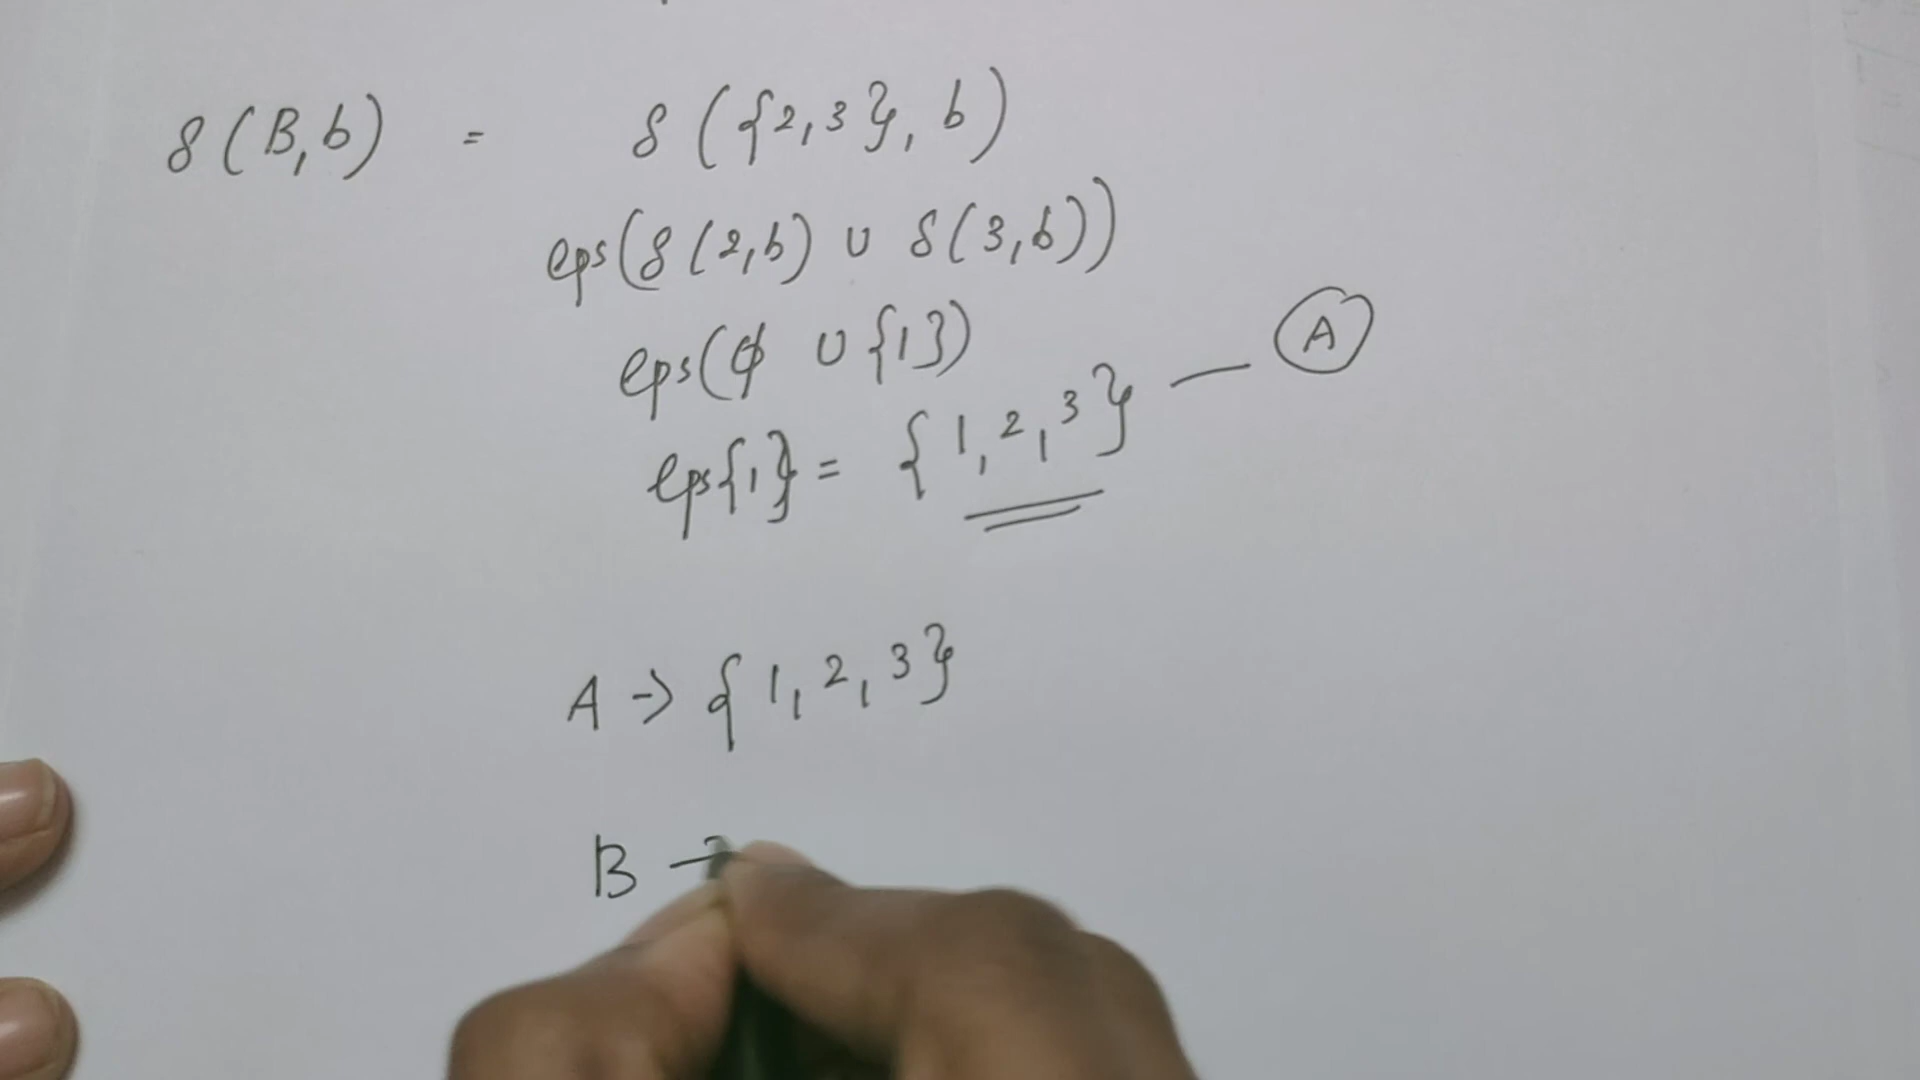 δ(B,b) = δ({2,3},b)
eps(δ(2,b) ∪ δ(3,b))
eps(ϕ ∪ {1})
eps{1} = {1,2,3} — A
A -> {1,2,3}
B →